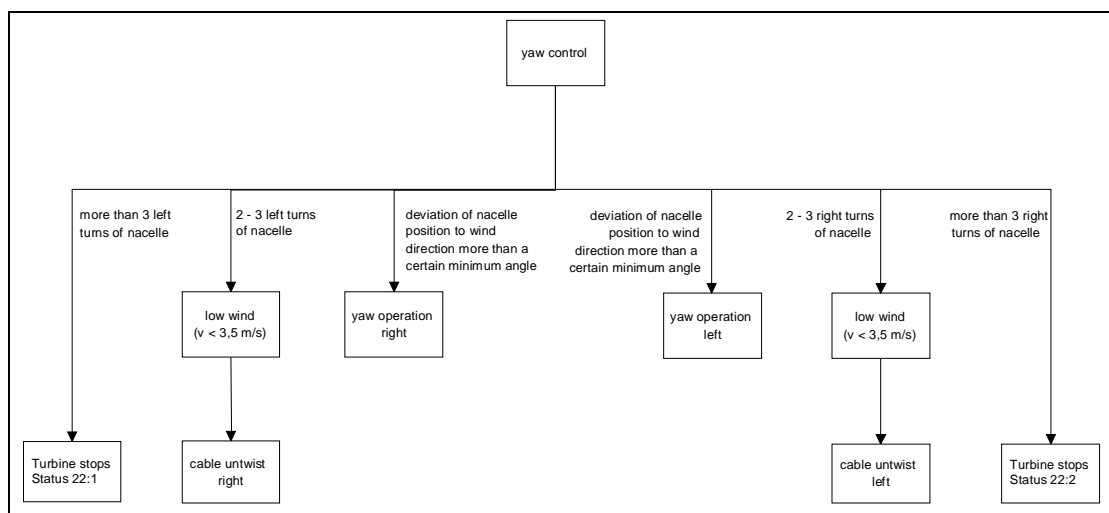 yaw control
more than 3 left
turns of nacelle
2 - 3 left turns
of nacelle
deviation of nacelle
position to wind
direction more than a
certain minimum angle
deviation of nacelle
position to wind
direction more than a
certain minimum angle
2 - 3 right turns
of nacelle
more than 3 right
turns of nacelle
low wind
(v < 3,5 m/s)
yaw operation
right
yaw operation
left
low wind
(v < 3,5 m/s)
Turbine stops
Status 22:1
cable untwist
right
cable untwist
left
Turbine stops
Status 22:2